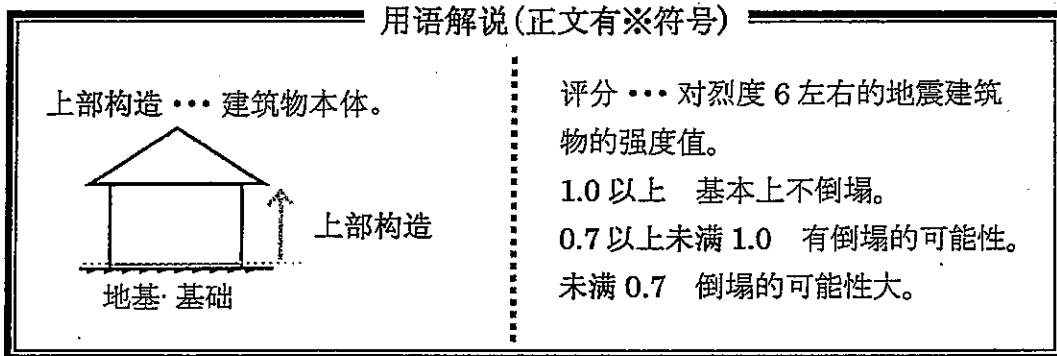 用语解说(正文有※符号)
上部构造 ••• 建筑物本体。
上部构造
地基· 基础
评分 ••• 对烈度 6 左右的地震建筑
物的强度值。
1.0 以上　基本上不倒塌。
0.7 以上未满 1.0　有倒塌的可能性。
未满 0.7　倒塌的可能性大。